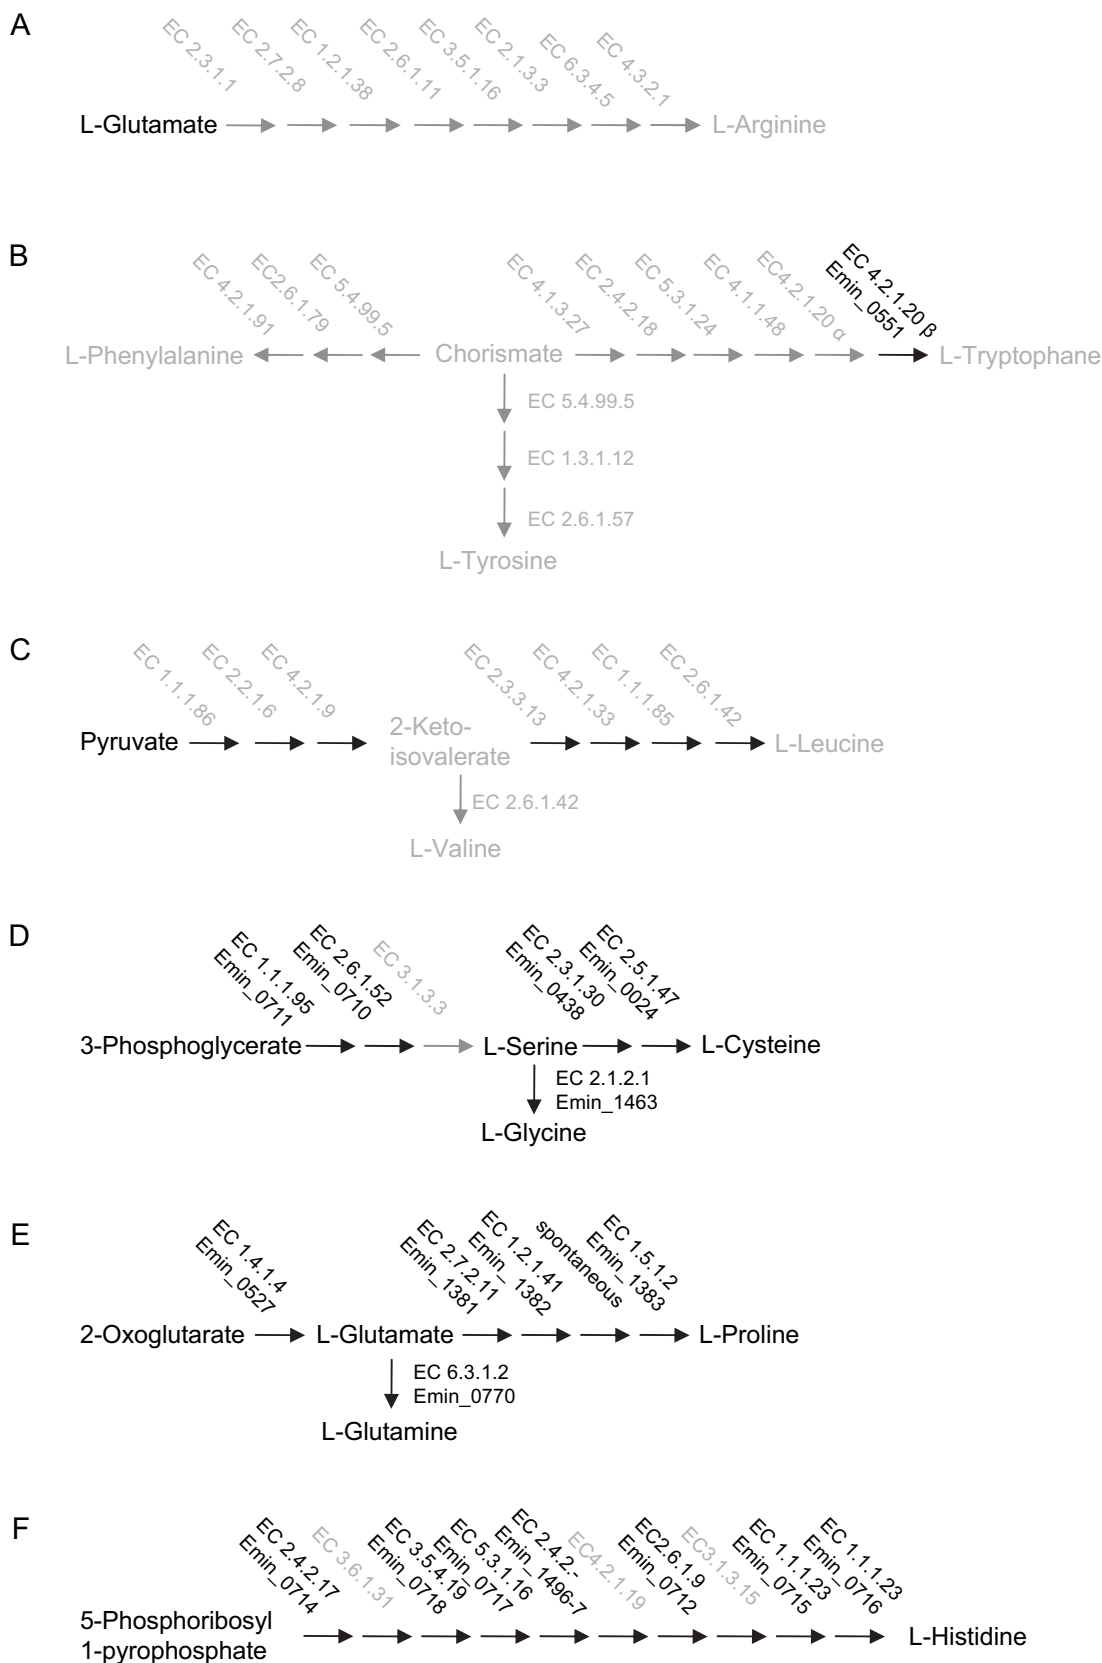 A
EC 2.3.1.1
EC 2.7.2.8
EC 1.2.1.38
EC 2.6.1.11
EC 3.5.1.16
EC 2.1.3.3
EC 6.3.4.5
EC 4.3.2.1
L-Glutamate
L-Arginine
B
EC 4.2.1.91
EC2.6.1.79
EC 5.4.99.5
EC 4.1.3.27
EC 2.4.2.18
EC 5.3.1.24
EC 4.1.1.48
EC4.2.1.20 α
EC 4.2.1.20 β
Emin_0551
L-Phenylalanine
Chorismate
L-Tryptophane
EC 5.4.99.5
EC 1.3.1.12
EC 2.6.1.57
L-Tyrosine
C
EC 1.1.1.86
EC 2.2.1.6
EC 4.2.1.9
EC 2.3.3.13
EC 4.2.1.33
EC 1.1.1.85
EC 2.6.1.42
Pyruvate
2-Keto-
isovalerate
L-Leucine
EC 2.6.1.42
L-Valine
D
EC 1.1.1.95
Emin_0711
EC 2.6.1.52
Emin_0710
EC 3.1.3.3
EC 2.3.1.30
Emin_0438
EC 2.5.1.47
Emin_0024
3-Phosphoglycerate
L-Serine
L-Cysteine
EC 2.1.2.1
Emin_1463
L-Glycine
E
EC 1.4.1.4
Emin_0527
EC 2.7.2.11
Emin_1381
EC 1.2.1.41
Emin_ 1382
spontaneous
EC 1.5.1.2
Emin_1383
2-Oxoglutarate
L-Glutamate
L-Proline
EC 6.3.1.2
Emin_0770
L-Glutamine
F
EC 2.4.2.17
Emin_0714
EC 3.6.1.31
EC 3.5.4.19
Emin_0718
EC 5.3.1.16
Emin_0717
EC 2.4.2.-
Emin_1496-7
EC4.2.1.19
EC2.6.1.9
Emin_0712
EC3.1.3.15
EC 1.1.1.23
Emin_0715
EC 1.1.1.23
Emin_0716
5-Phosphoribosyl
1-pyrophosphate
L-Histidine